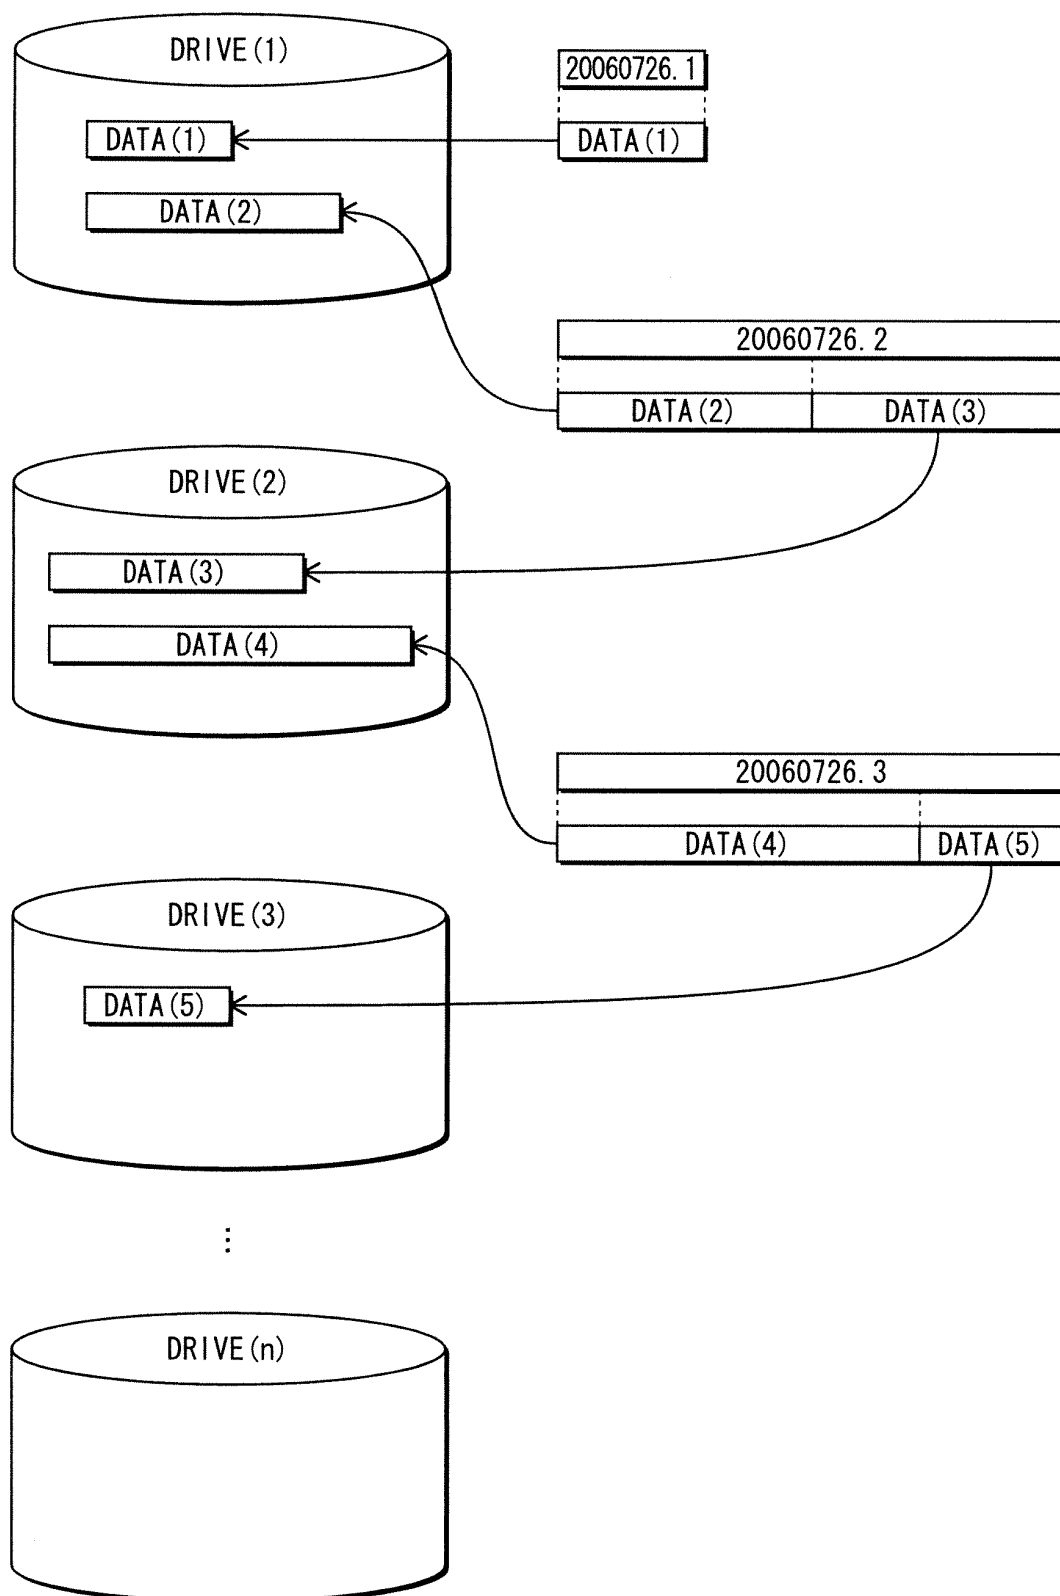 DRIVE(1)
20060726.1
DATA(1)
DATA(1)
DATA(2)
20060726.2
DATA(2)
DATA(3)
DRIVE(2)
DATA(3)
DATA(4)
20060726.3
DATA(4)
DATA(5)
DRIVE(3)
DATA(5)
⋮
DRIVE(n)